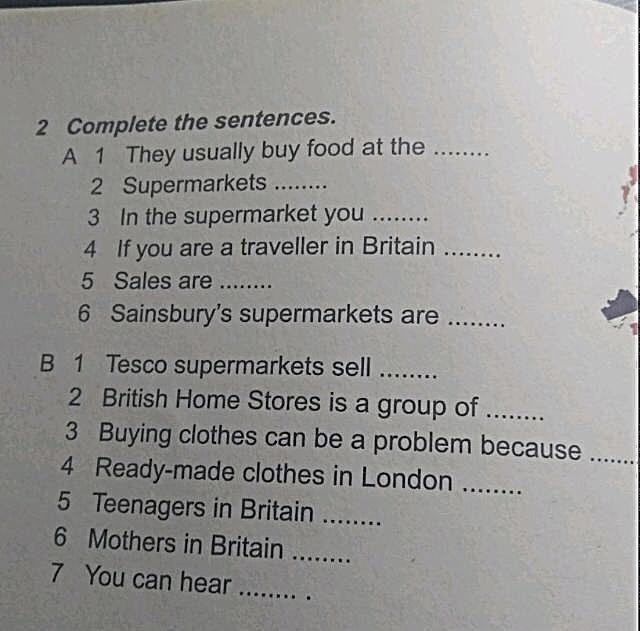 2 Complete the sentences.
A 1 They usually buy food at the ........
2 Supermarkets ........
3 In the supermarket you ........
4 If you are a traveller in Britain ........
5 Sales are ........
6 Sainsbury's supermarkets are ........
B 1 Tesco supermarkets sell ........
2 British Home Stores is a group of ........
3 Buying clothes can be a problem because ........
4 Ready-made clothes in London ........
5 Teenagers in Britain ........
6 Mothers in Britain ........
7 You can hear ........ .